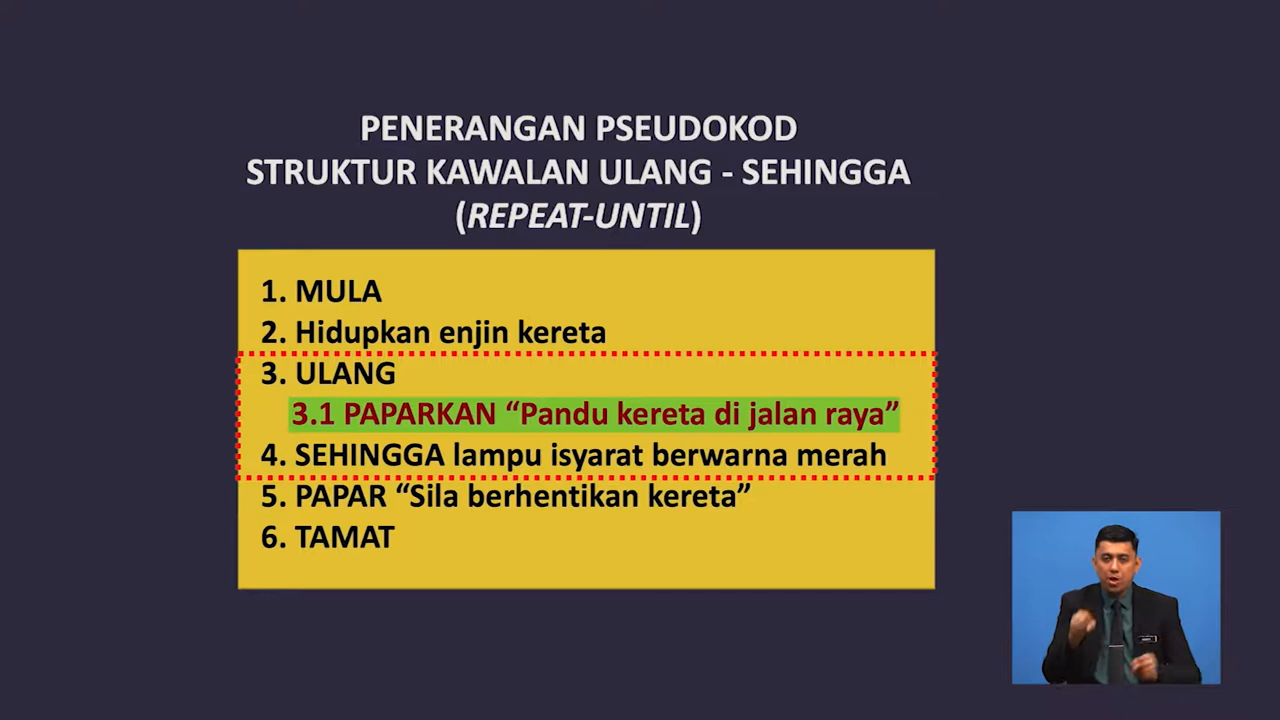 PENERANGAN PSEUDOKOD
STRUKTUR KAWALAN ULANG - SEHINGGA
(REPEAT-UNTIL)
1. MULA
2. Hidupkan enjin kereta
3. ULANG
3.1 PAPARKAN “Pandu kereta di jalan raya”
4. SEHINGGA lampu isyarat berwarna merah
5. PAPAR “Sila berhentikan kereta”
6. TAMAT